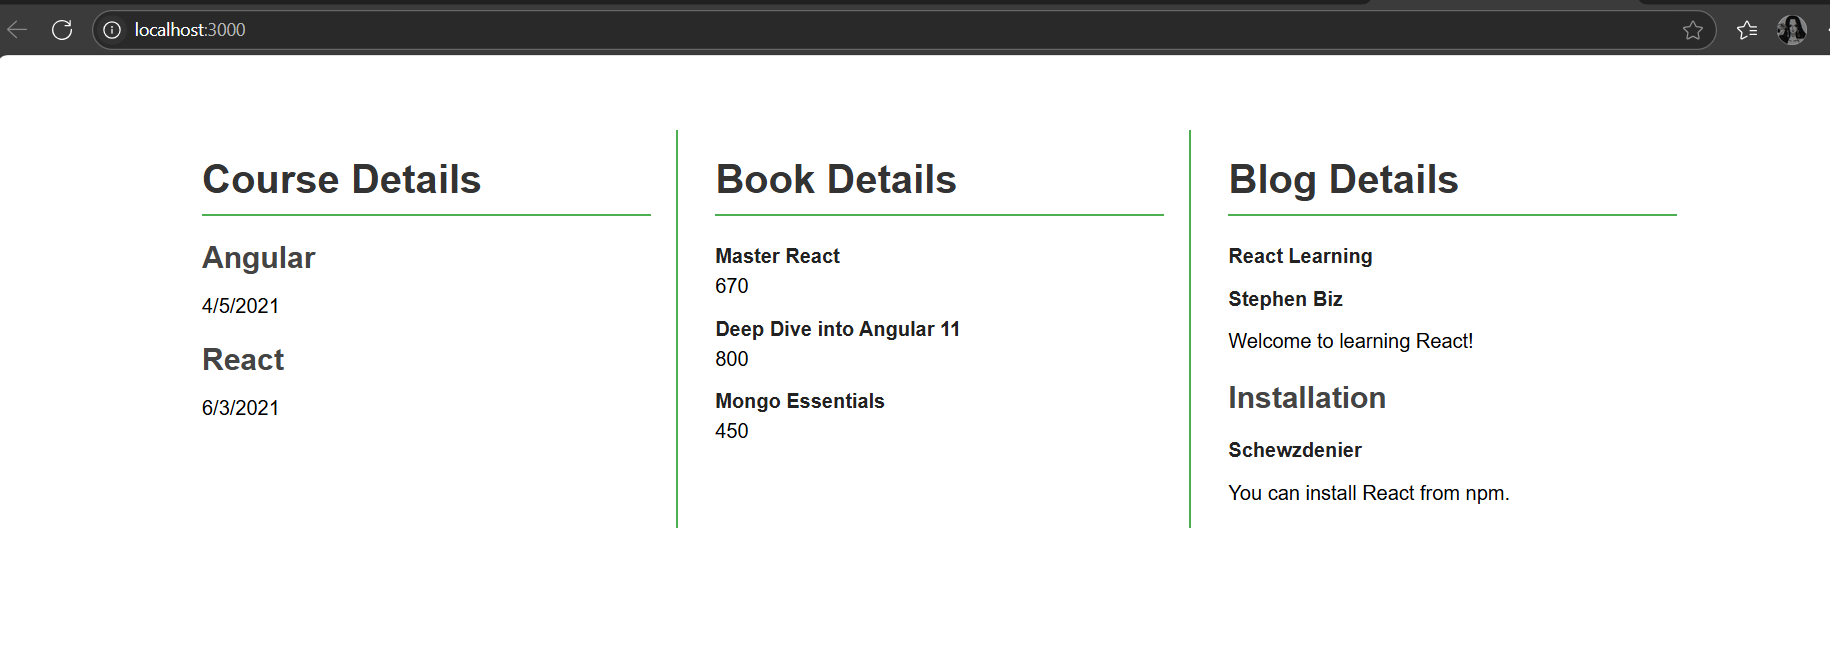 localhost:3000
Course Details
Angular
4/5/2021
React
6/3/2021
Book Details
Master React
670
Deep Dive into Angular 11
800
Mongo Essentials
450
Blog Details
React Learning
Stephen Biz
Welcome to learning React!
Installation
Schewzdenier
You can install React from npm.